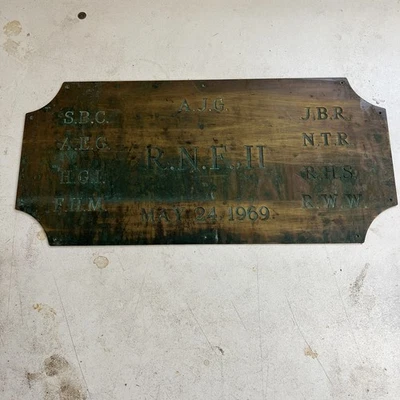 A.J.G.
S.B.C.
J.B.R.
N.T.R.
R.N.F. II
R.H.S.
R.W.W.
MAY 24, 1969.